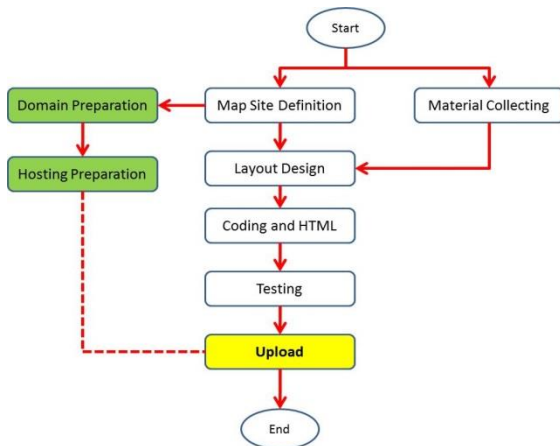 Start
Domain Preparation
Map Site Definition
Material Collecting
Hosting Preparation
Layout Design
Coding and HTML
Testing
Upload
End